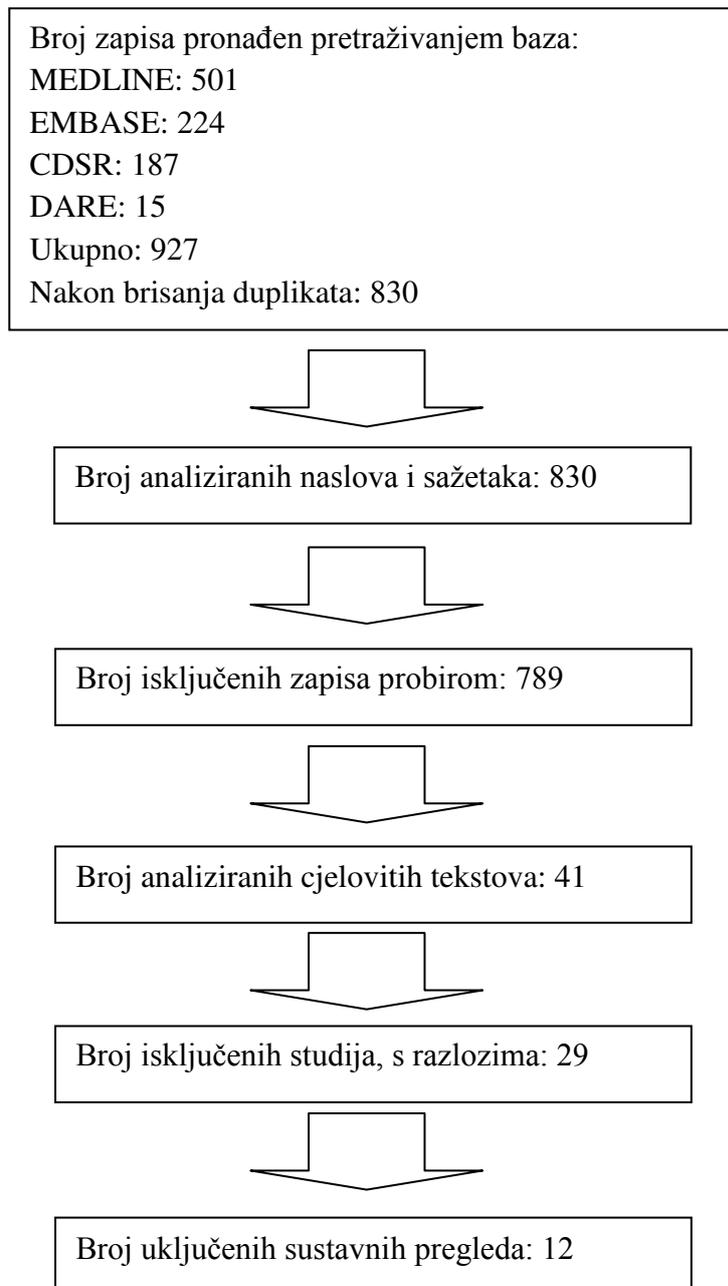 Broj zapisa pronađen pretraživanjem baza:
MEDLINE: 501
EMBASE: 224
CDSR: 187
DARE: 15
Ukupno: 927
Nakon brisanja duplikata: 830
Broj analiziranih naslova i sažetaka: 830
Broj isključenih zapisa probirom: 789
Broj analiziranih cjelovitih tekstova: 41
Broj isključenih studija, s razlozima: 29
Broj uključenih sustavnih pregleda: 12